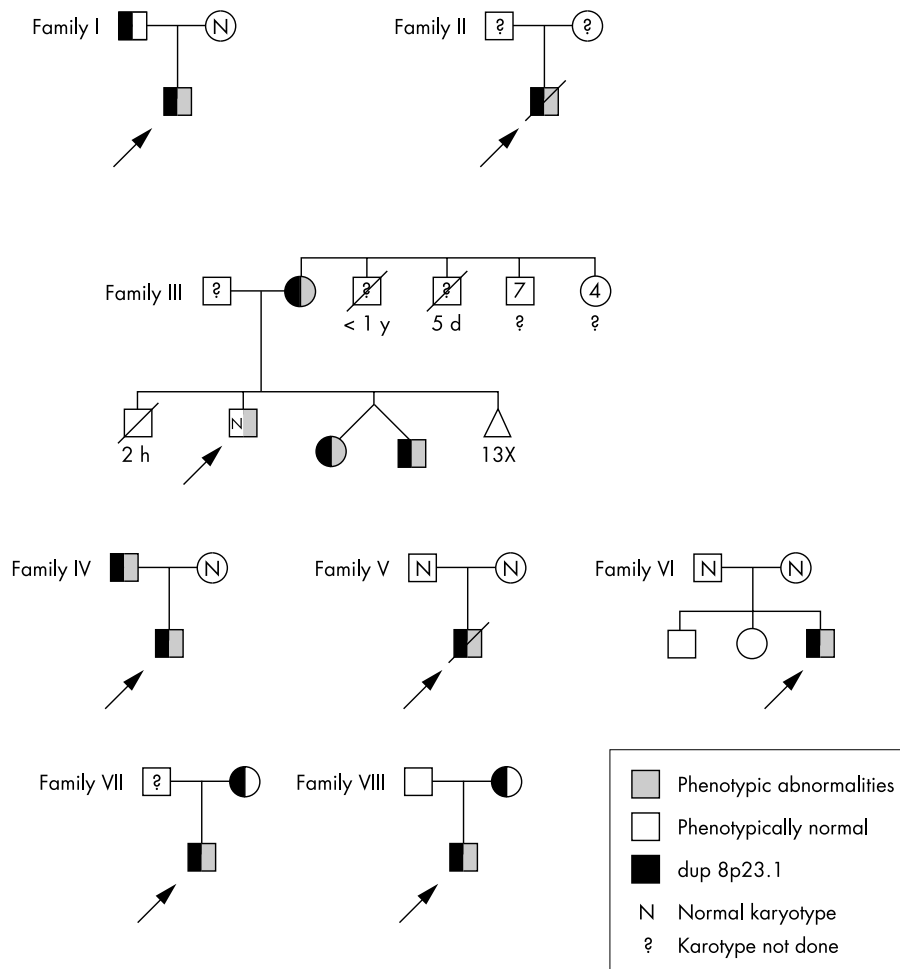 Family I
N
Family II
?
?
Family III
?
?
?
7
4
< 1 y
5 d
?
?
N
2 h
13X
Family IV
N
Family V
N
N
Family VI
N
N
Family VII
?
Family VIII
Phenotypic abnormalities
Phenotypically normal
dup 8p23.1
N Normal karyotype
? Karotype not done